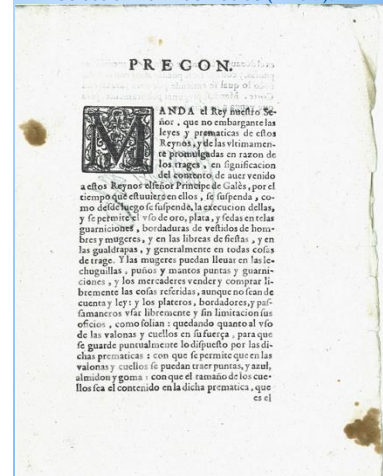 PRECON.
MANDA el Rey nuestro Se-
ñor, que no embargante las
leyes y prematicas de estos
Reynos, y de las vltimamen-
te promulgadas en razon de
los trages, en significacion
del contento de auer venido
a estos Reynos el señor Principe de Galès, por el
tiempo que estuuiere en ellos, se suspenda, co-
mo desde luego se suspende, la execucion dellas,
y se permite el vso de oro, plata, y sedas en telas
guarniciones, bordaduras de vestidos de hom-
bres y mugeres, y en las libreas de fiestas, y en
las gualdrapas, y generalmente en todas cosas
de trage. Y las mugeres puedan lleuar en las le-
chuguillas, puños y mantos puntas y guarni-
ciones, y los mercaderes vender y comprar li-
bremente las cosas referidas, aunque no sean de
cuenta y ley: y los plateros, bordadores, y pas-
samaneros vsar libremente y sin limitacion sus
oficios, como solian: quedando quanto al vso
de las valonas y cuellos en su fuerça, para que
se guarde puntualmente lo dispuesto por las di-
chas prematicas: con que se permite que en las
valonas y cuellos se puedan traer puntas, y azul,
almidon y goma: con que el tamaño de los cue-
llos sea el contenido en la dicha prematica, que
es el